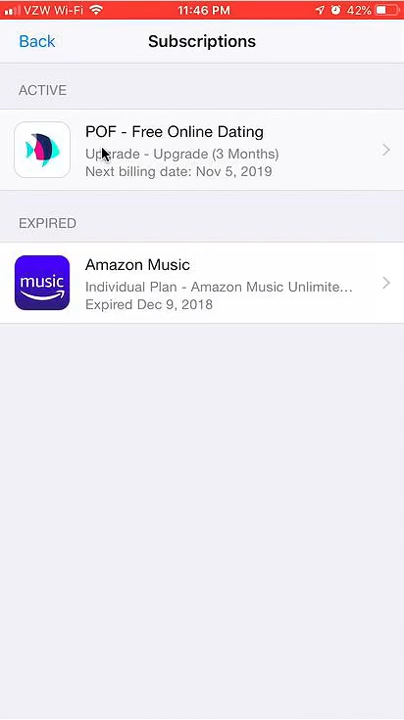 VZW Wi-Fi 11:46 PM 42%
Back Subscriptions
ACTIVE
POF - Free Online Dating
Upgrade - Upgrade (3 Months)
Next billing date: Nov 5, 2019
EXPIRED
music
Amazon Music
Individual Plan - Amazon Music Unlimite...
Expired Dec 9, 2018